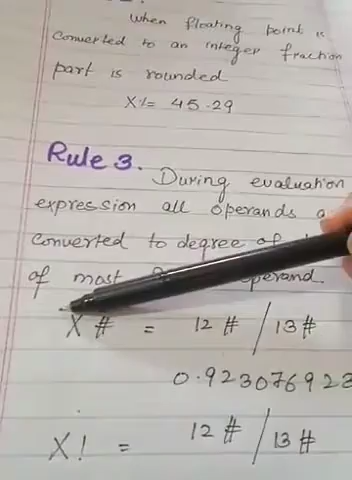 when floating point is
converted to an integer fraction
part is rounded
X%= 45.29
Rule 3.
During evaluation
expression all operands
converted to degree of
of most operand.
X # = 12 # / 13 #
0.923076923
X! = 12 # / 13 #